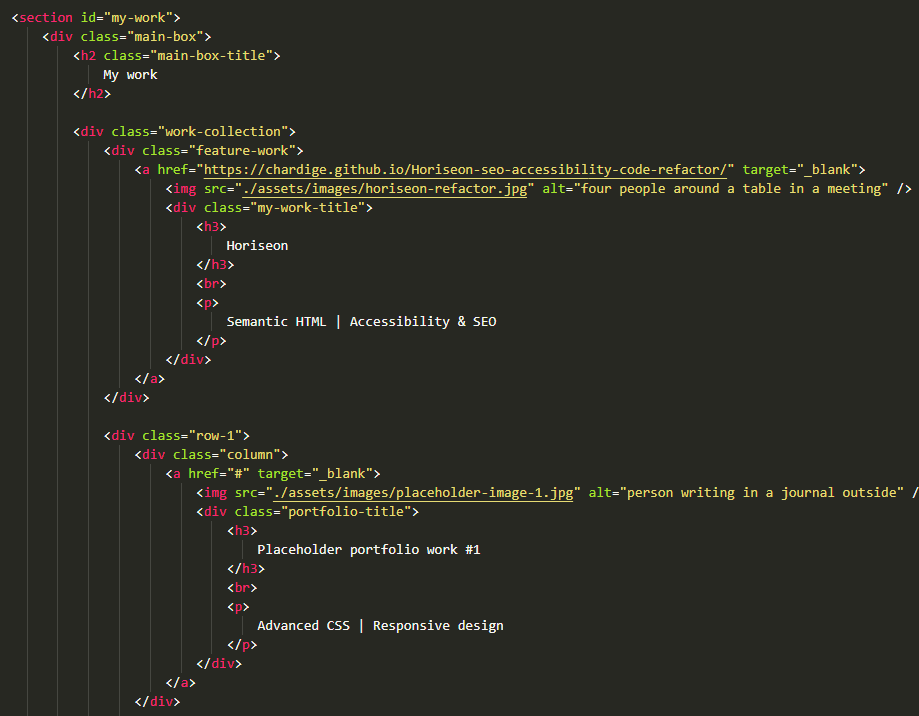 <section id="my-work">
<div class="main-box">
<h2 class="main-box-title">
My work
</h2>
<div class="work-collection">
<div class="feature-work">
<a href="https://chardige.github.io/Horiseon-seo-accessibility-code-refactor/" target="_blank">
<img src="./assets/images/horiseon-refactor.jpg" alt="four people around a table in a meeting" />
<div class="my-work-title">
<h3>
Horiseon
</h3>
<br>
<p>
Semantic HTML | Accessibility & SEO
</p>
</div>
</a>
</div>
<div class="row-1">
<div class="column">
<a href="#" target="_blank">
<img src="./assets/images/placeholder-image-1.jpg" alt="person writing in a journal outside" /
<div class="portfolio-title">
<h3>
Placeholder portfolio work #1
</h3>
<br>
<p>
Advanced CSS | Responsive design
</p>
</div>
</a>
</div>